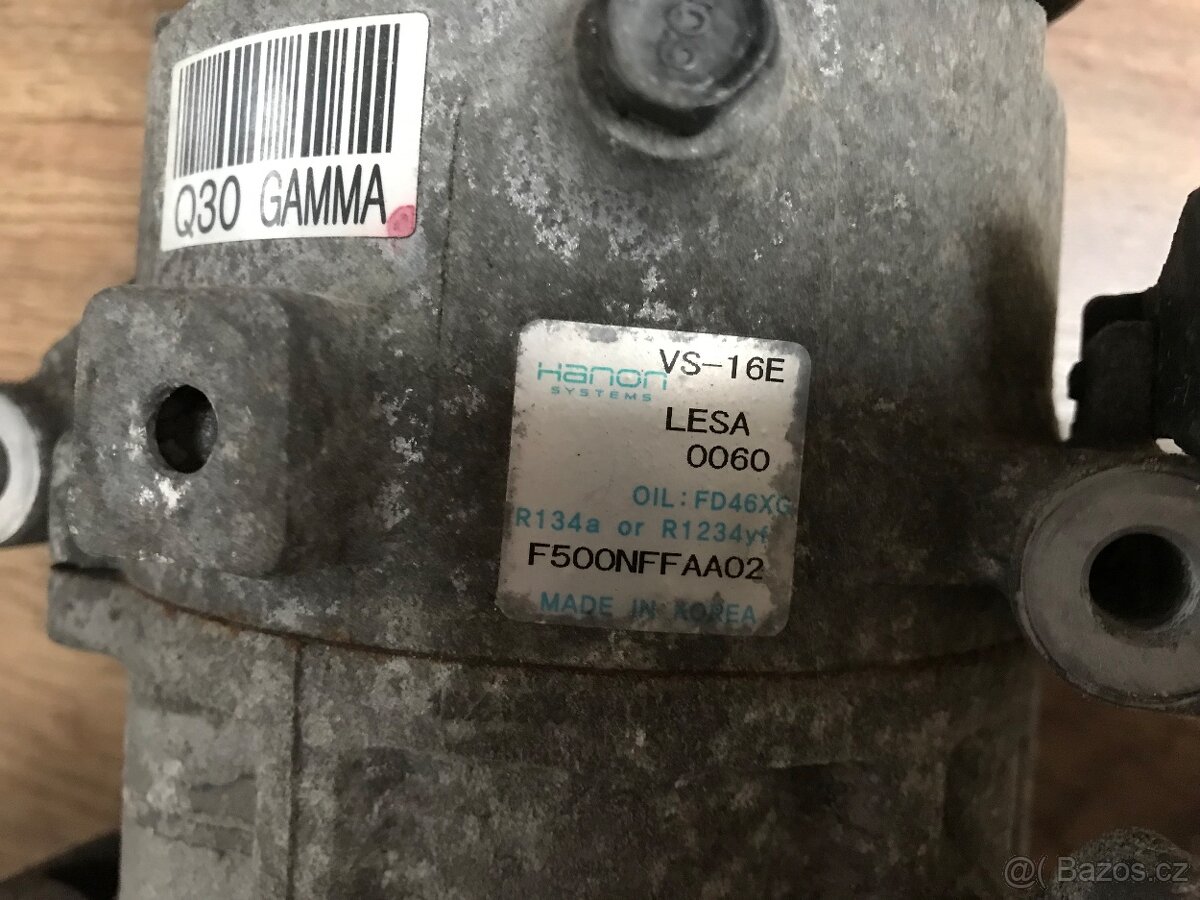 Q30 GAMMA
Hanon VS-16E
SYSTEMS
LESA
0060
OIL: FD46XG
R134a or R1234yf
F500NFFAA02
MADE IN KOREA
@( Bazos.cz